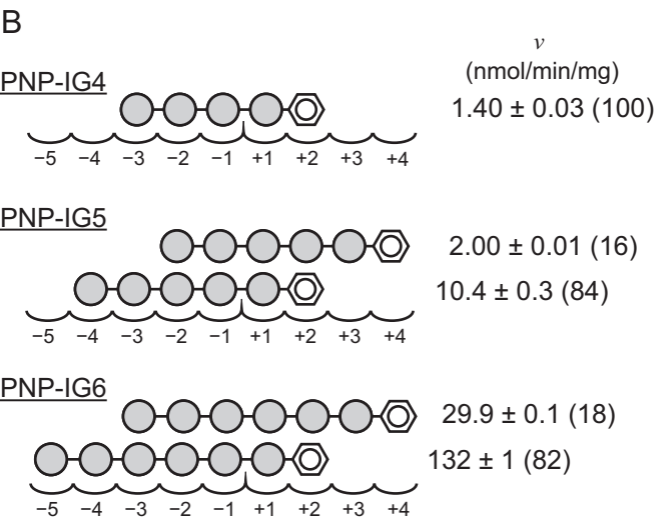 B
v
(nmol/min/mg)
PNP-IG4
1.40 ± 0.03 (100)
−5 −4 −3 −2 −1 +1 +2 +3 +4
PNP-IG5
2.00 ± 0.01 (16)
10.4 ± 0.3 (84)
−5 −4 −3 −2 −1 +1 +2 +3 +4
PNP-IG6
29.9 ± 0.1 (18)
132 ± 1 (82)
−5 −4 −3 −2 −1 +1 +2 +3 +4